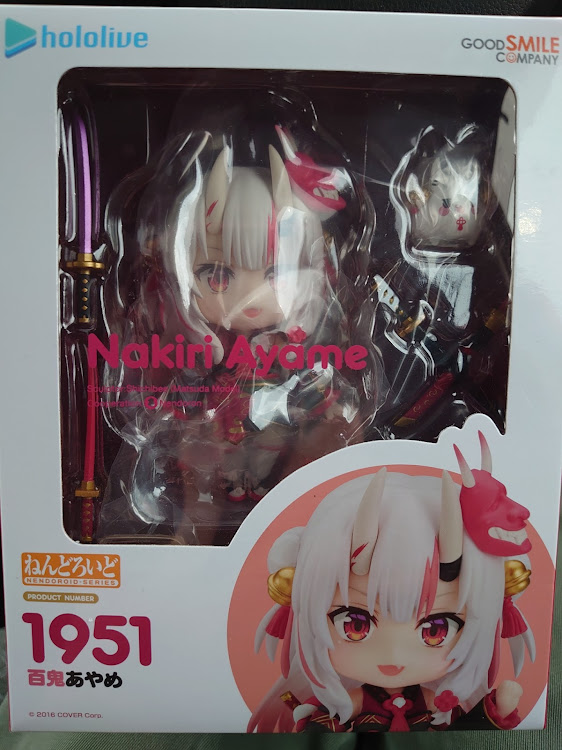 hololive
GOOD SMILE
COMPANY
Nakiri Ayame
ねんどろいど
NENDOROID-SERIES
PRODUCT NUMBER
1951
百鬼あやめ
© 2016 COVER Corp.